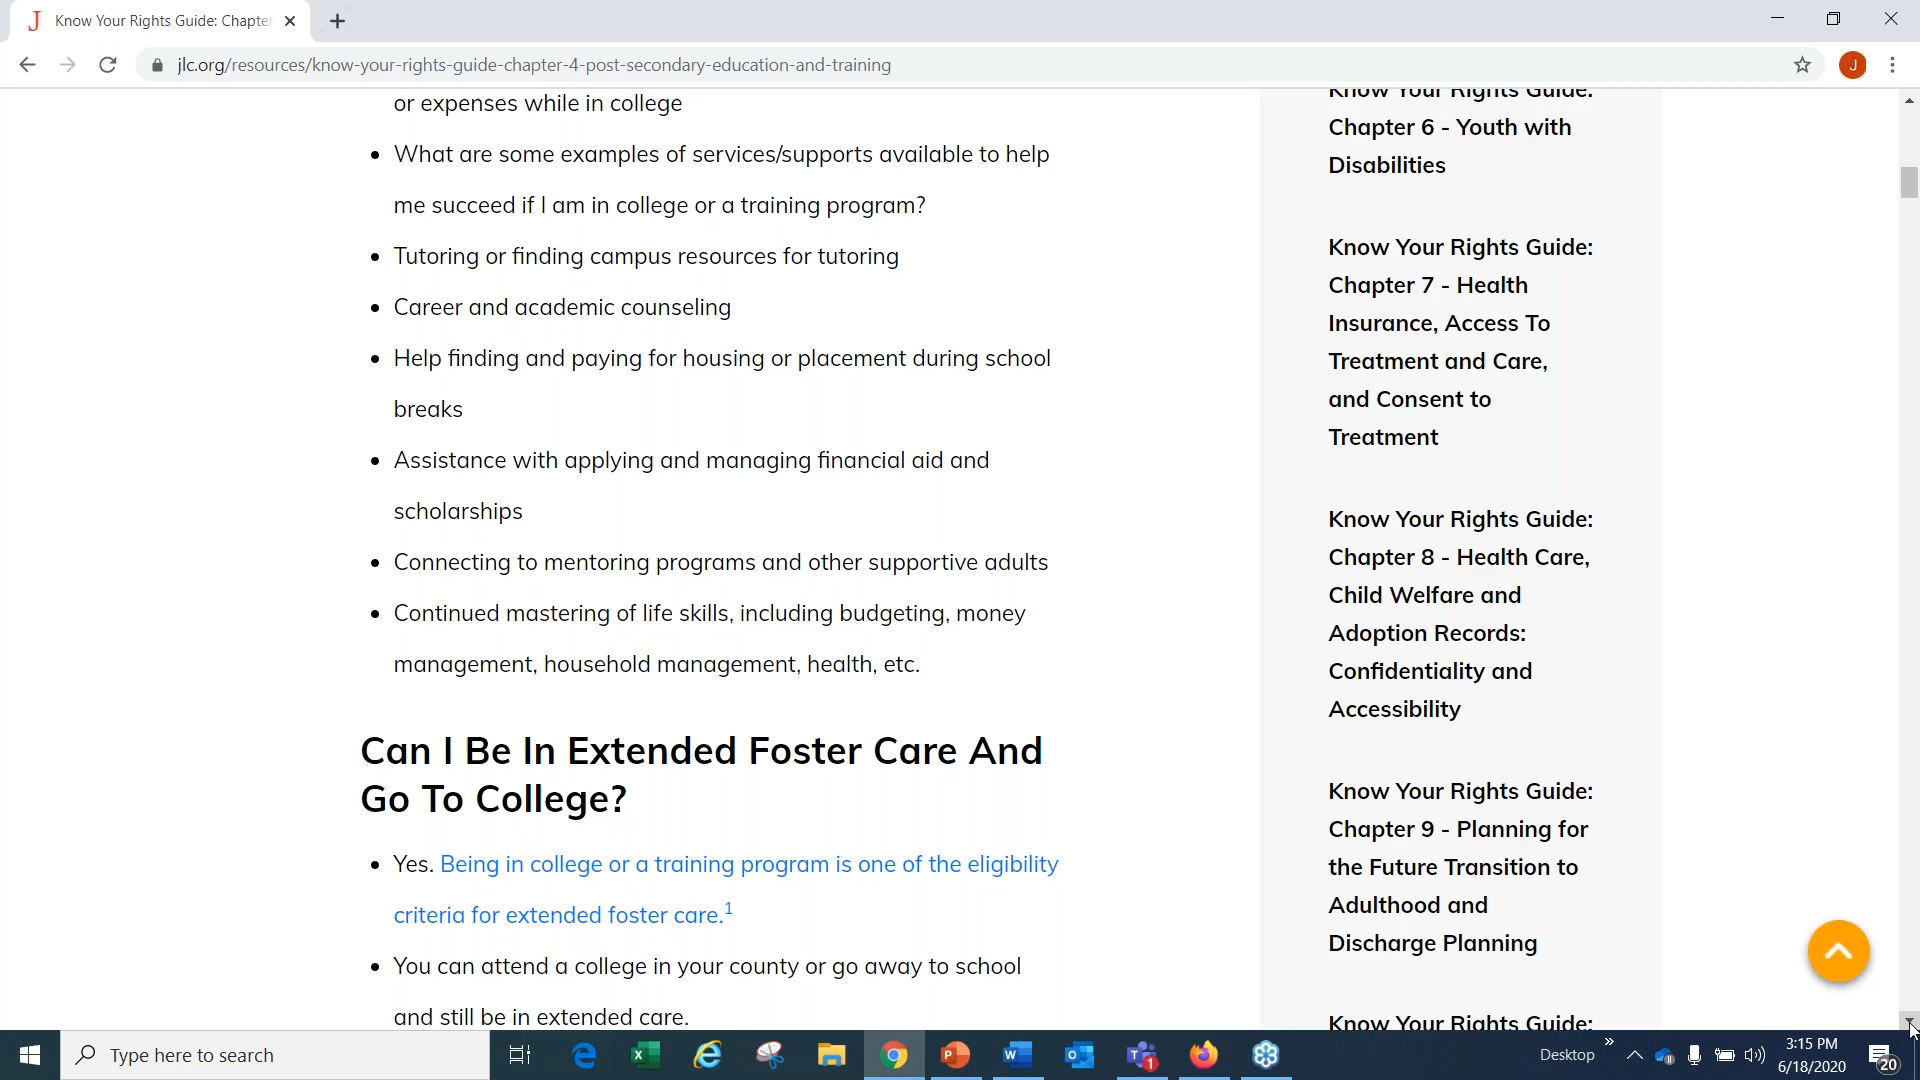 Know Your Rights Guide: Chapter
jlc.org/resources/know-your-rights-guide-chapter-4-post-secondary-education-and-training
J
or expenses while in college
What are some examples of services/supports available to help
me succeed if I am in college or a training program?
Tutoring or finding campus resources for tutoring
Career and academic counseling
Help finding and paying for housing or placement during school
breaks
Assistance with applying and managing financial aid and
scholarships
Connecting to mentoring programs and other supportive adults
Continued mastering of life skills, including budgeting, money
management, household management, health, etc.
Can I Be In Extended Foster Care And
Go To College?
Yes. Being in college or a training program is one of the eligibility
criteria for extended foster care.1
You can attend a college in your county or go away to school
and still be in extended care.
Know Your Rights Guide:
Chapter 6 - Youth with
Disabilities
Know Your Rights Guide:
Chapter 7 - Health
Insurance, Access To
Treatment and Care,
and Consent to
Treatment
Know Your Rights Guide:
Chapter 8 - Health Care,
Child Welfare and
Adoption Records:
Confidentiality and
Accessibility
Know Your Rights Guide:
Chapter 9 - Planning for
the Future Transition to
Adulthood and
Discharge Planning
Know Your Rights Guide:
Type here to search
Desktop
3:15 PM
6/18/2020
20